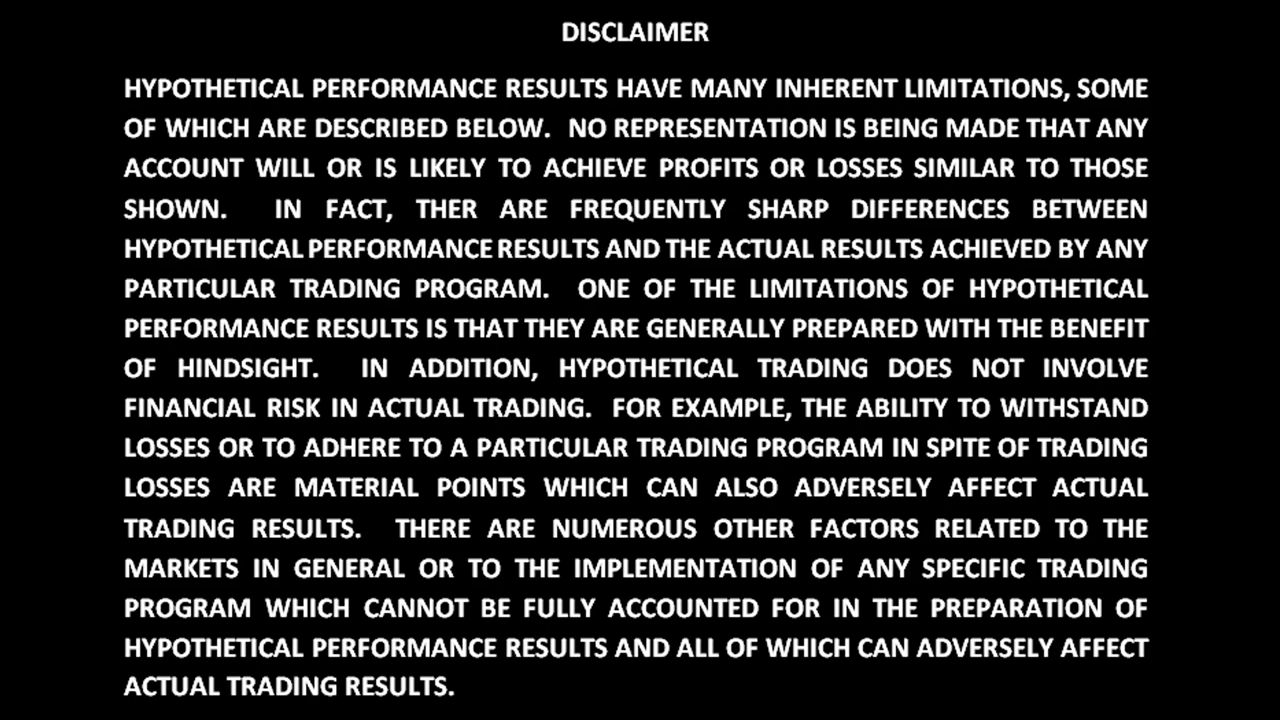 DISCLAIMER
HYPOTHETICAL PERFORMANCE RESULTS HAVE MANY INHERENT LIMITATIONS, SOME
OF WHICH ARE DESCRIBED BELOW.  NO REPRESENTATION IS BEING MADE THAT ANY
ACCOUNT WILL OR IS LIKELY TO ACHIEVE PROFITS OR LOSSES SIMILAR TO THOSE
SHOWN.  IN FACT, THER ARE FREQUENTLY SHARP DIFFERENCES BETWEEN
HYPOTHETICAL PERFORMANCE RESULTS AND THE ACTUAL RESULTS ACHIEVED BY ANY
PARTICULAR TRADING PROGRAM.  ONE OF THE LIMITATIONS OF HYPOTHETICAL
PERFORMANCE RESULTS IS THAT THEY ARE GENERALLY PREPARED WITH THE BENEFIT
OF HINDSIGHT.  IN ADDITION, HYPOTHETICAL TRADING DOES NOT INVOLVE
FINANCIAL RISK IN ACTUAL TRADING.  FOR EXAMPLE, THE ABILITY TO WITHSTAND
LOSSES OR TO ADHERE TO A PARTICULAR TRADING PROGRAM IN SPITE OF TRADING
LOSSES ARE MATERIAL POINTS WHICH CAN ALSO ADVERSELY AFFECT ACTUAL
TRADING RESULTS.  THERE ARE NUMEROUS OTHER FACTORS RELATED TO THE
MARKETS IN GENERAL OR TO THE IMPLEMENTATION OF ANY SPECIFIC TRADING
PROGRAM WHICH CANNOT BE FULLY ACCOUNTED FOR IN THE PREPARATION OF
HYPOTHETICAL PERFORMANCE RESULTS AND ALL OF WHICH CAN ADVERSELY AFFECT
ACTUAL TRADING RESULTS.